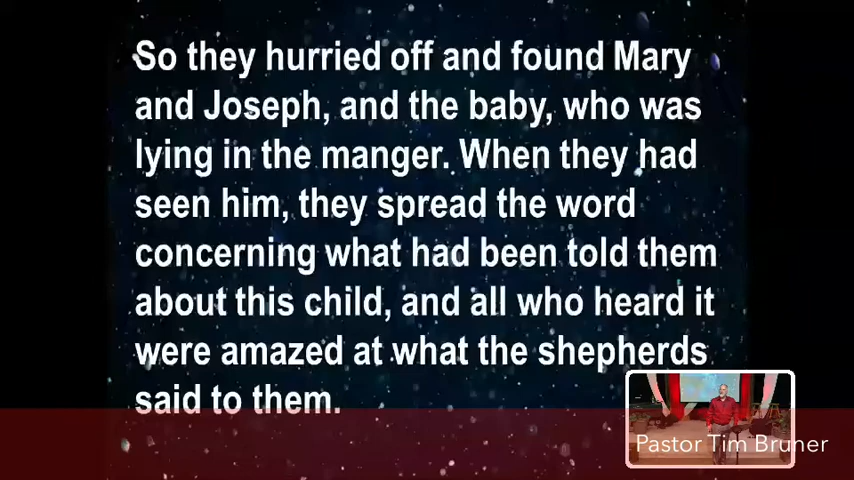 So they hurried off and found Mary
and Joseph, and the baby, who was
lying in the manger. When they had
seen him, they spread the word
concerning what had been told them
about this child, and all who heard it
were amazed at what the shepherds
said to them.
Pastor Tim Bruner